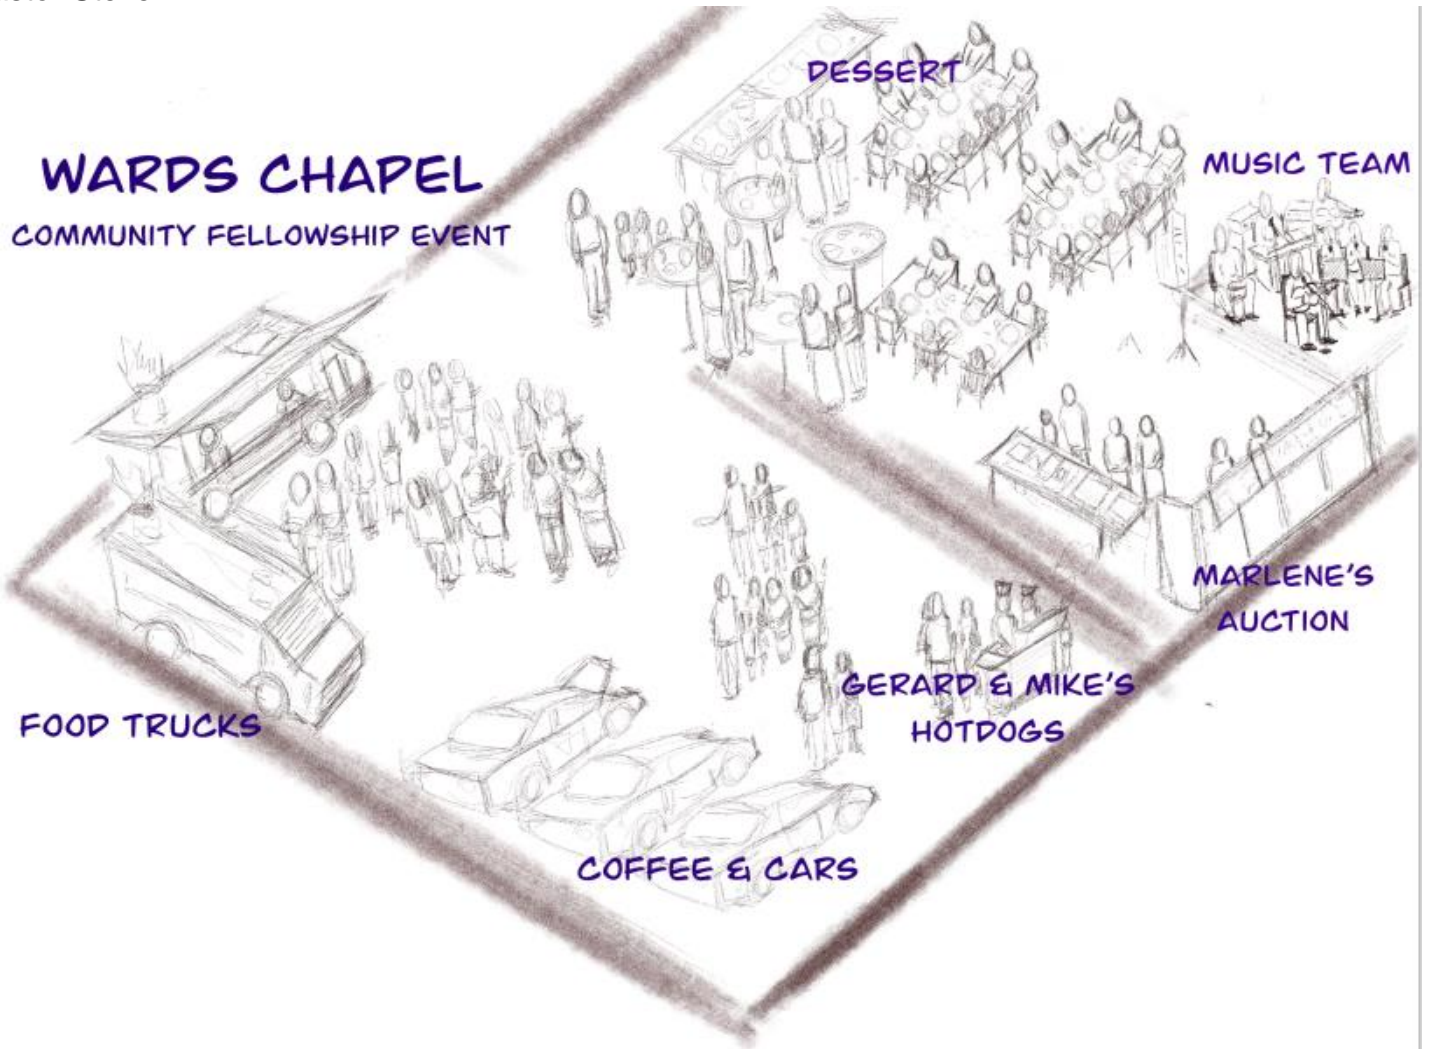 DESSERT
MUSIC TEAM
WARDS CHAPEL
COMMUNITY FELLOWSHIP EVENT
MARLENE'S
AUCTION
GERARD & MIKE'S
HOTDOGS
FOOD TRUCKS
COFFEE & CARS